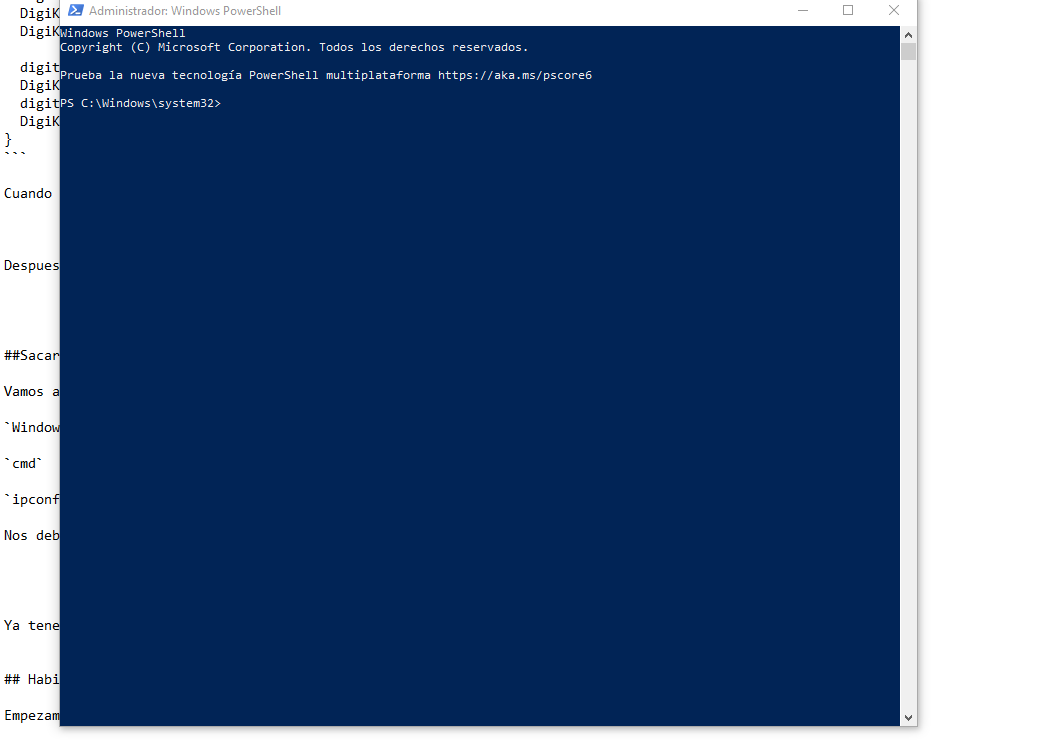 DigiK
Administrador: Windows PowerShell
DigiK
Windows PowerShell
Copyright (C) Microsoft Corporation. Todos los derechos reservados.
digit
Prueba la nueva tecnología PowerShell multiplataforma https://aka.ms/pscore6
DigiK
digit
PS C:\Windows\system32>
DigiK
}
```
Cuando
Despues
##Sacar
Vamos a
`Window
`cmd`
`ipconf
Nos deb
Ya tene
## Habi
Empezam